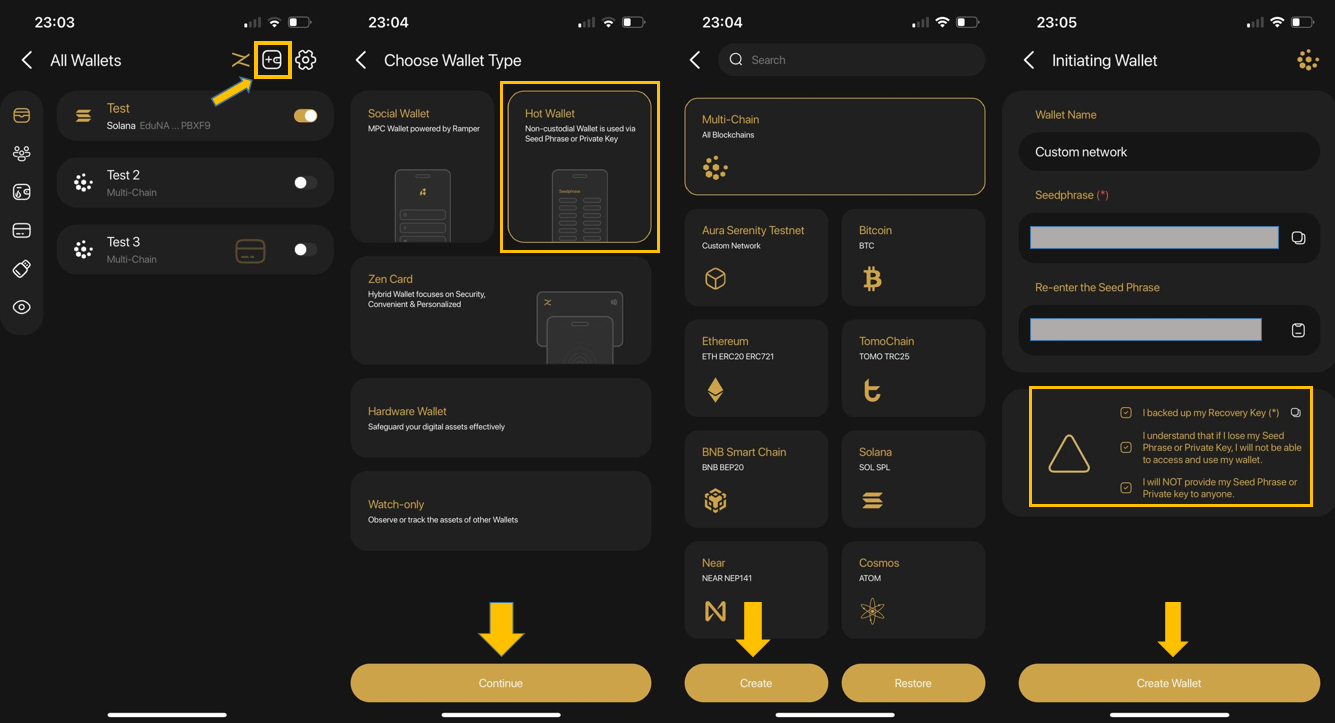 23:03
All Wallets
Test
Solana EduNA ... PBXF9
Test 2
Multi-Chain
Test 3
Multi-Chain
23:04
Choose Wallet Type
Social Wallet
MPC Wallet powered by Ramper
Hot Wallet
Non-custodial Wallet is used via
Seed Phrase or Private Key
Seedphrase
Zen Card
Hybrid Wallet focuses on Security,
Convenient & Personalized
Hardware Wallet
Safeguard your digital assets effectively
Watch-only
Observe or track the assets of other Wallets
Continue
23:04
Search
Multi-Chain
All Blockchains
Aura Serenity Testnet
Custom Network
Bitcoin
BTC
Ethereum
ETH ERC20 ERC721
TomoChain
TOMO TRC25
BNB Smart Chain
BNB BEP20
Solana
SOL SPL
Near
NEAR NEP141
Cosmos
ATOM
Create
Restore
23:05
Initiating Wallet
Wallet Name
Custom network
Seedphrase (*)
Re-enter the Seed Phrase
I backed up my Recovery Key (*)
I understand that if I lose my Seed
Phrase or Private Key, I will not be able
to access and use my wallet.
I will NOT provide my Seed Phrase or
Private key to anyone.
Create Wallet